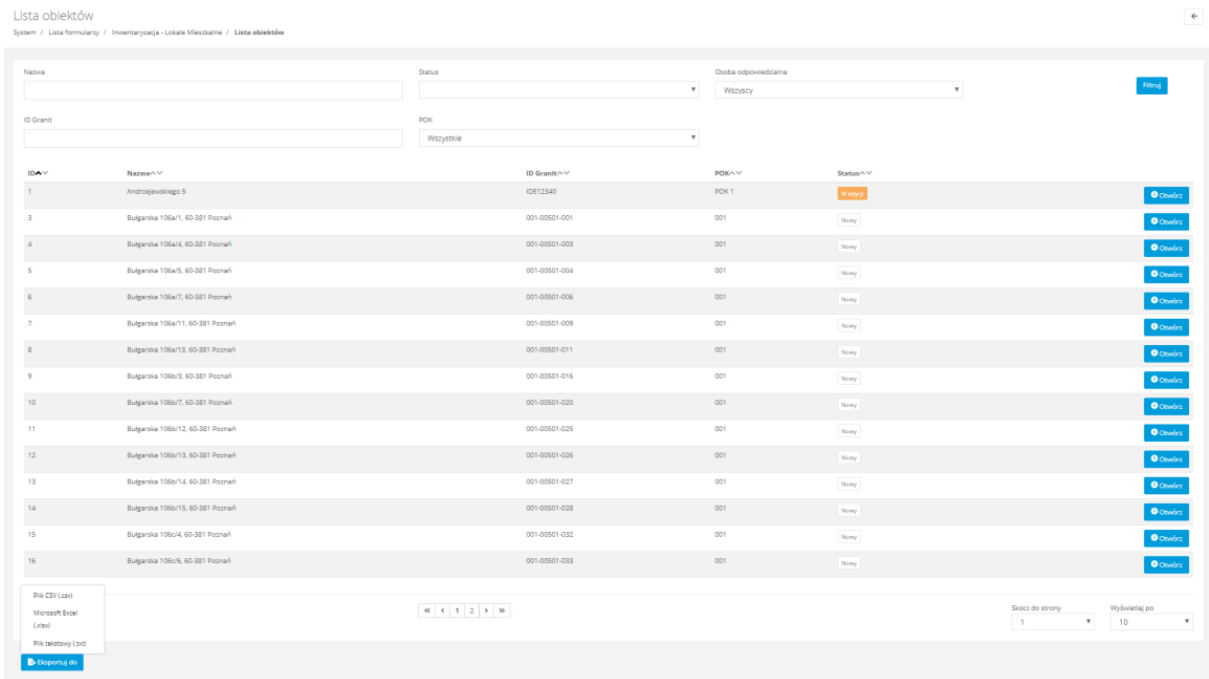 Lista obiektów
System / Lista formularzy / Inwentaryzacja - Lokale Mieszkalne / Lista obiektów
Nazwa Status Osoba odpowiedzialna
Wszyscy Filtruj
ID Granit POK
Wszystkie
ID Nazwa ID Granit POK Status
1 Andrzejewskiego 5 IDE12340 POK 1 W edycji Otwórz
3 Bułgarska 106a/1, 60-381 Poznań 001-00501-001 001 Nowy Otwórz
4 Bułgarska 106a/4, 60-381 Poznań 001-00501-003 001 Nowy Otwórz
5 Bułgarska 106a/5, 60-381 Poznań 001-00501-004 001 Nowy Otwórz
6 Bułgarska 106a/7, 60-381 Poznań 001-00501-006 001 Nowy Otwórz
7 Bułgarska 106a/11, 60-381 Poznań 001-00501-009 001 Nowy Otwórz
8 Bułgarska 106a/13, 60-381 Poznań 001-00501-011 001 Nowy Otwórz
9 Bułgarska 106b/3, 60-381 Poznań 001-00501-016 001 Nowy Otwórz
10 Bułgarska 106b/7, 60-381 Poznań 001-00501-020 001 Nowy Otwórz
11 Bułgarska 106b/12, 60-381 Poznań 001-00501-025 001 Nowy Otwórz
12 Bułgarska 106b/13, 60-381 Poznań 001-00501-026 001 Nowy Otwórz
13 Bułgarska 106b/14, 60-381 Poznań 001-00501-027 001 Nowy Otwórz
14 Bułgarska 106b/15, 60-381 Poznań 001-00501-028 001 Nowy Otwórz
15 Bułgarska 106c/4, 60-381 Poznań 001-00501-032 001 Nowy Otwórz
16 Bułgarska 106c/6, 60-381 Poznań 001-00501-033 001 Nowy Otwórz
Plik CSV (.csv)
Microsoft Excel
(.xlsx)
Plik tekstowy (.txt)
Eksportuj do
« ‹ 1 2 › »
Skocz do strony Wyświetlaj po
1 10